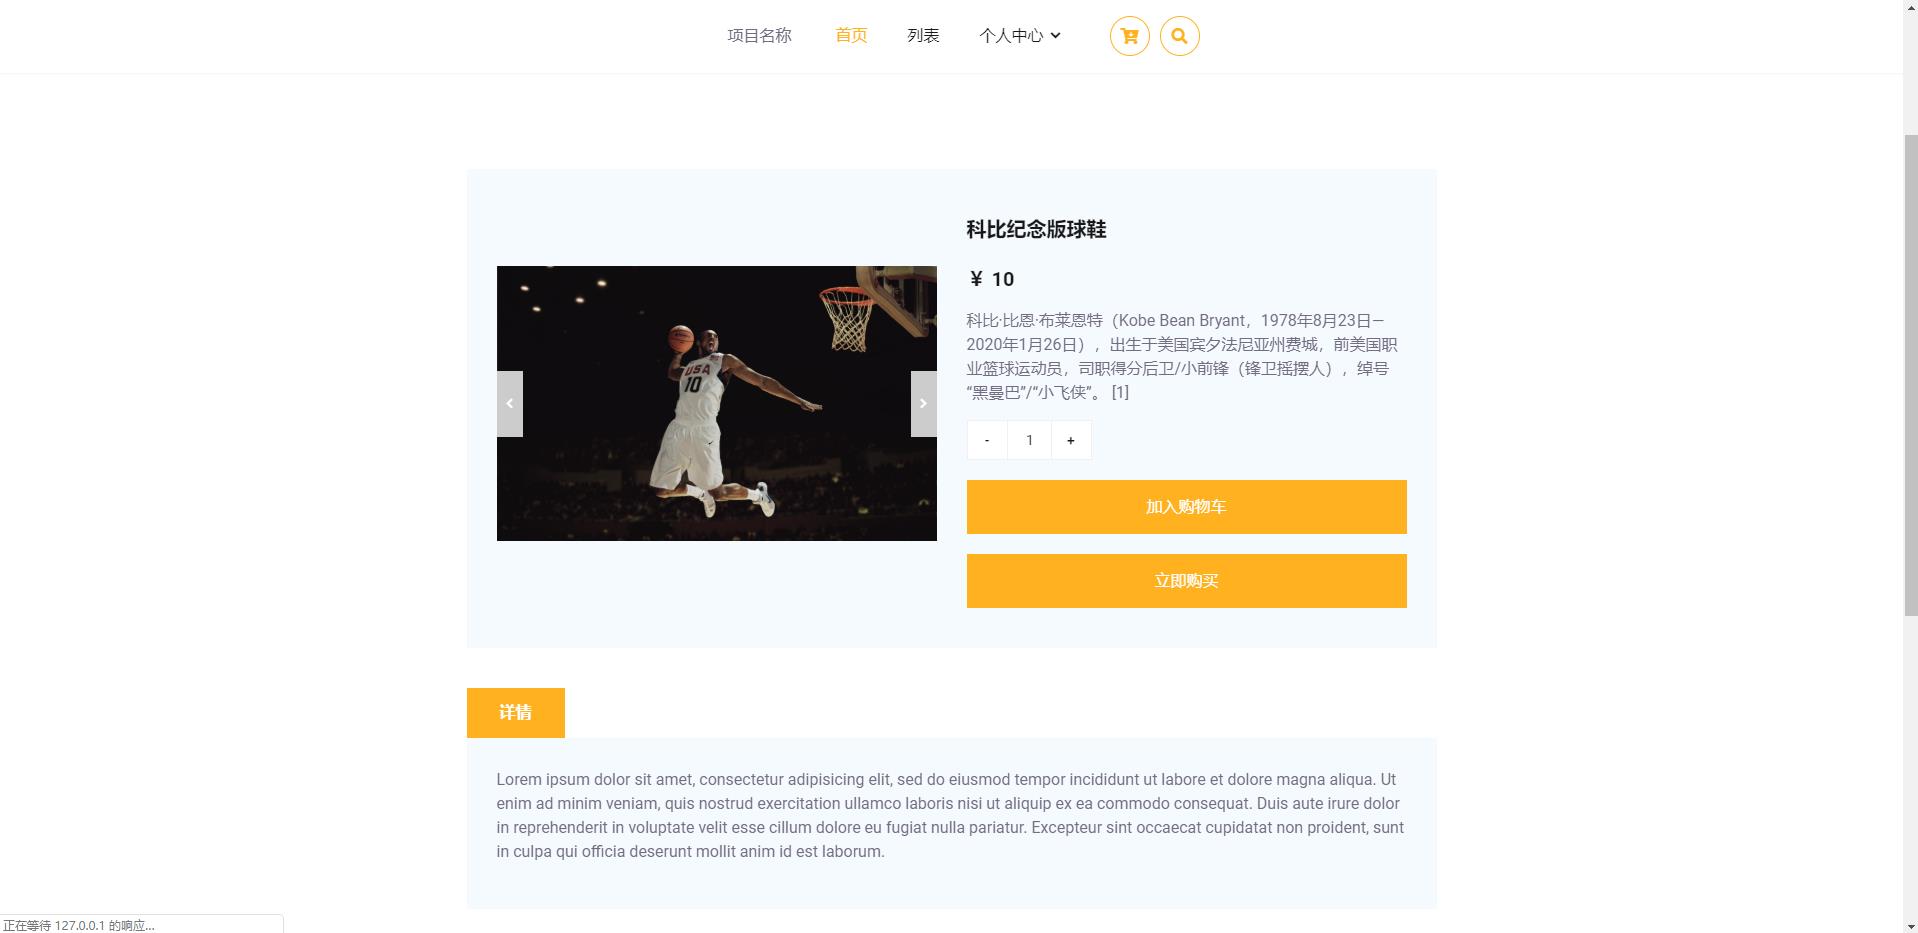 项目名称 首页 列表 个人中心
科比纪念版球鞋
¥ 10
科比·比恩·布莱恩特（Kobe Bean Bryant，1978年8月23日—
2020年1月26日），出生于美国宾夕法尼亚州费城，前美国职
业篮球运动员，司职得分后卫/小前锋（锋卫摇摆人），绰号
“黑曼巴”/“小飞侠”。 [1]
USA
10
- 1 +
加入购物车
立即购买
详情
Lorem ipsum dolor sit amet, consectetur adipisicing elit, sed do eiusmod tempor incididunt ut labore et dolore magna aliqua. Ut
enim ad minim veniam, quis nostrud exercitation ullamco laboris nisi ut aliquip ex ea commodo consequat. Duis aute irure dolor
in reprehenderit in voluptate velit esse cillum dolore eu fugiat nulla pariatur. Excepteur sint occaecat cupidatat non proident, sunt
in culpa qui officia deserunt mollit anim id est laborum.
正在等待 127.0.0.1 的响应...